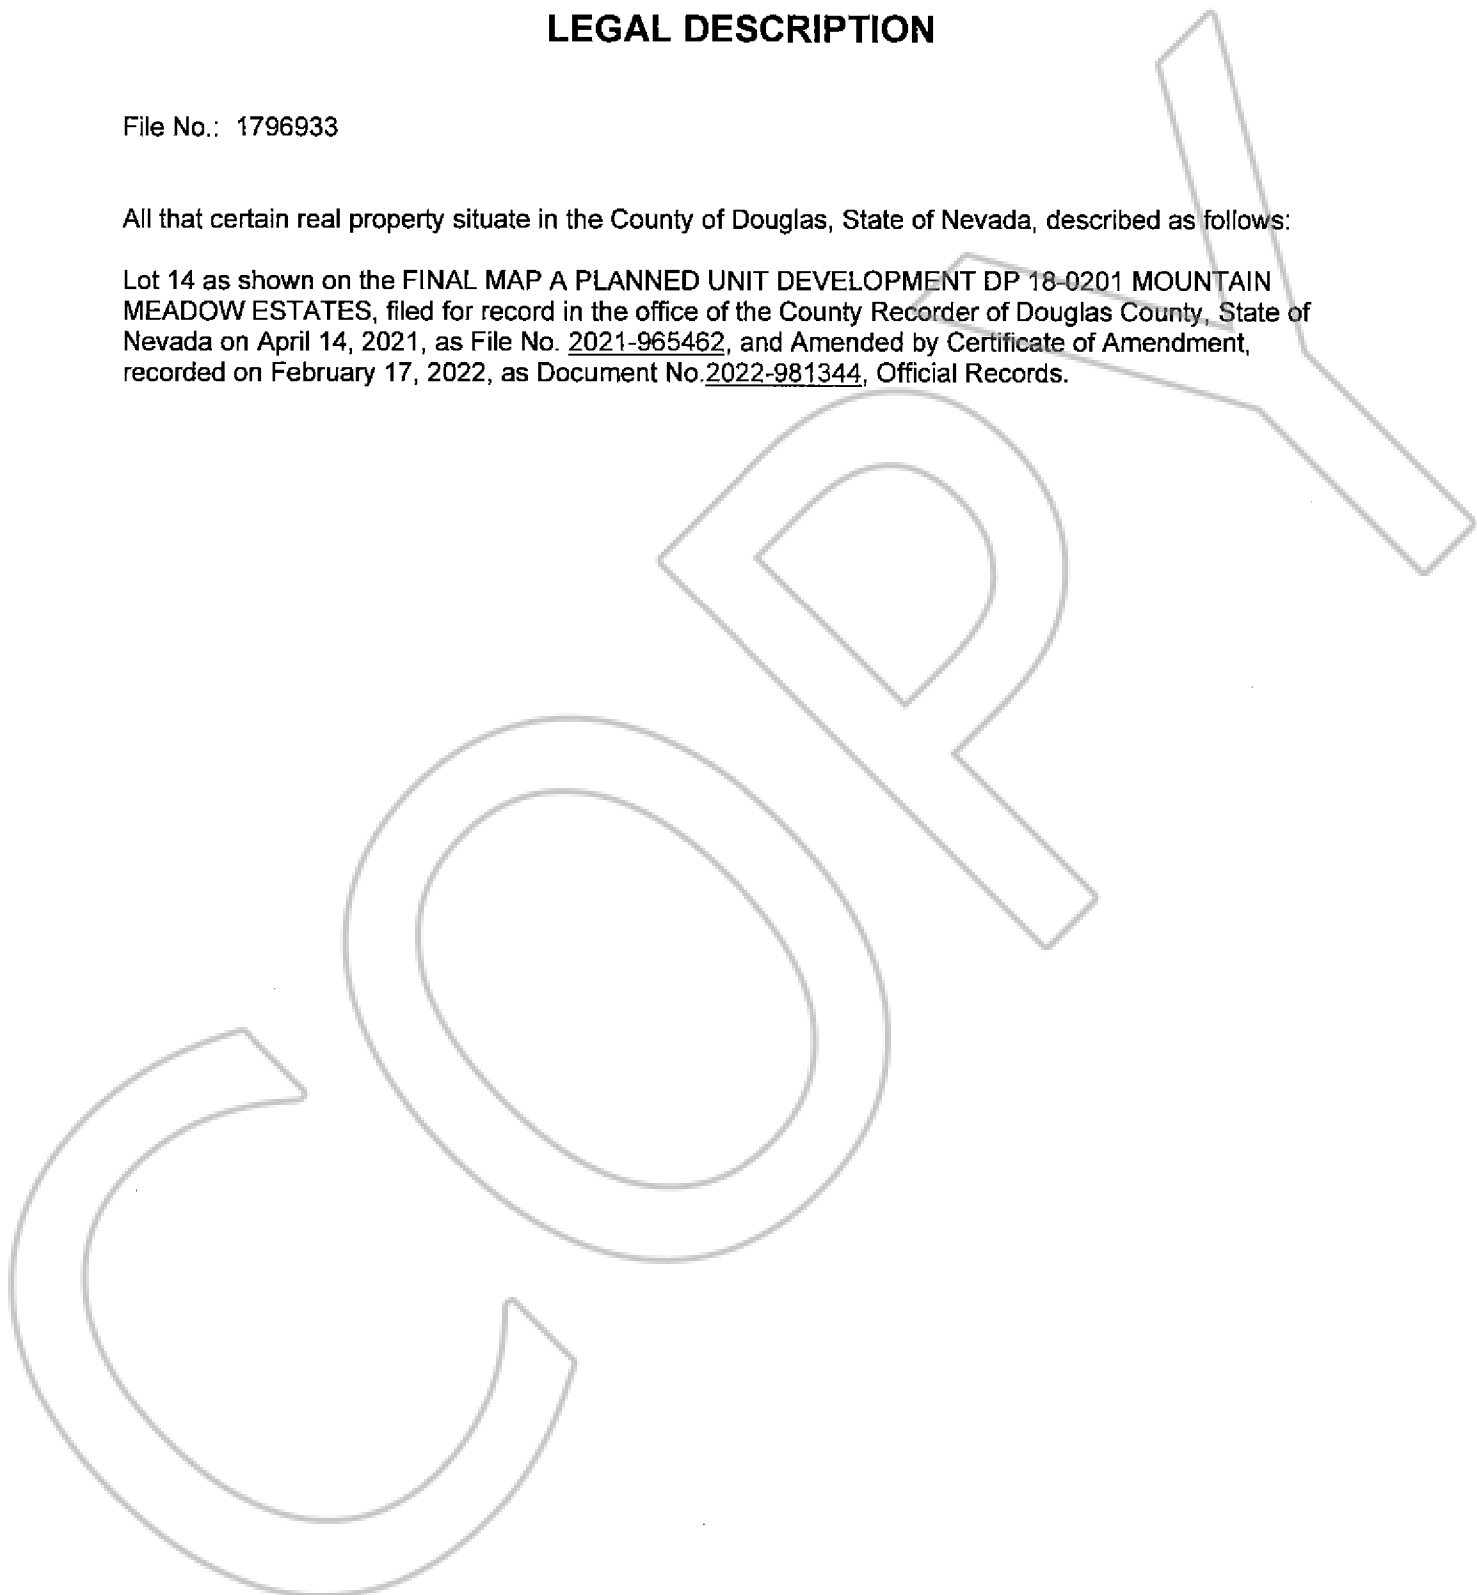 LEGAL DESCRIPTION
File No.: 1796933
All that certain real property situate in the County of Douglas, State of Nevada, described as follows:
Lot 14 as shown on the FINAL MAP A PLANNED UNIT DEVELOPMENT DP 18-0201 MOUNTAIN
MEADOW ESTATES, filed for record in the office of the County Recorder of Douglas County, State of
Nevada on April 14, 2021, as File No. 2021-965462, and Amended by Certificate of Amendment,
recorded on February 17, 2022, as Document No.2022-981344, Official Records.
COPY